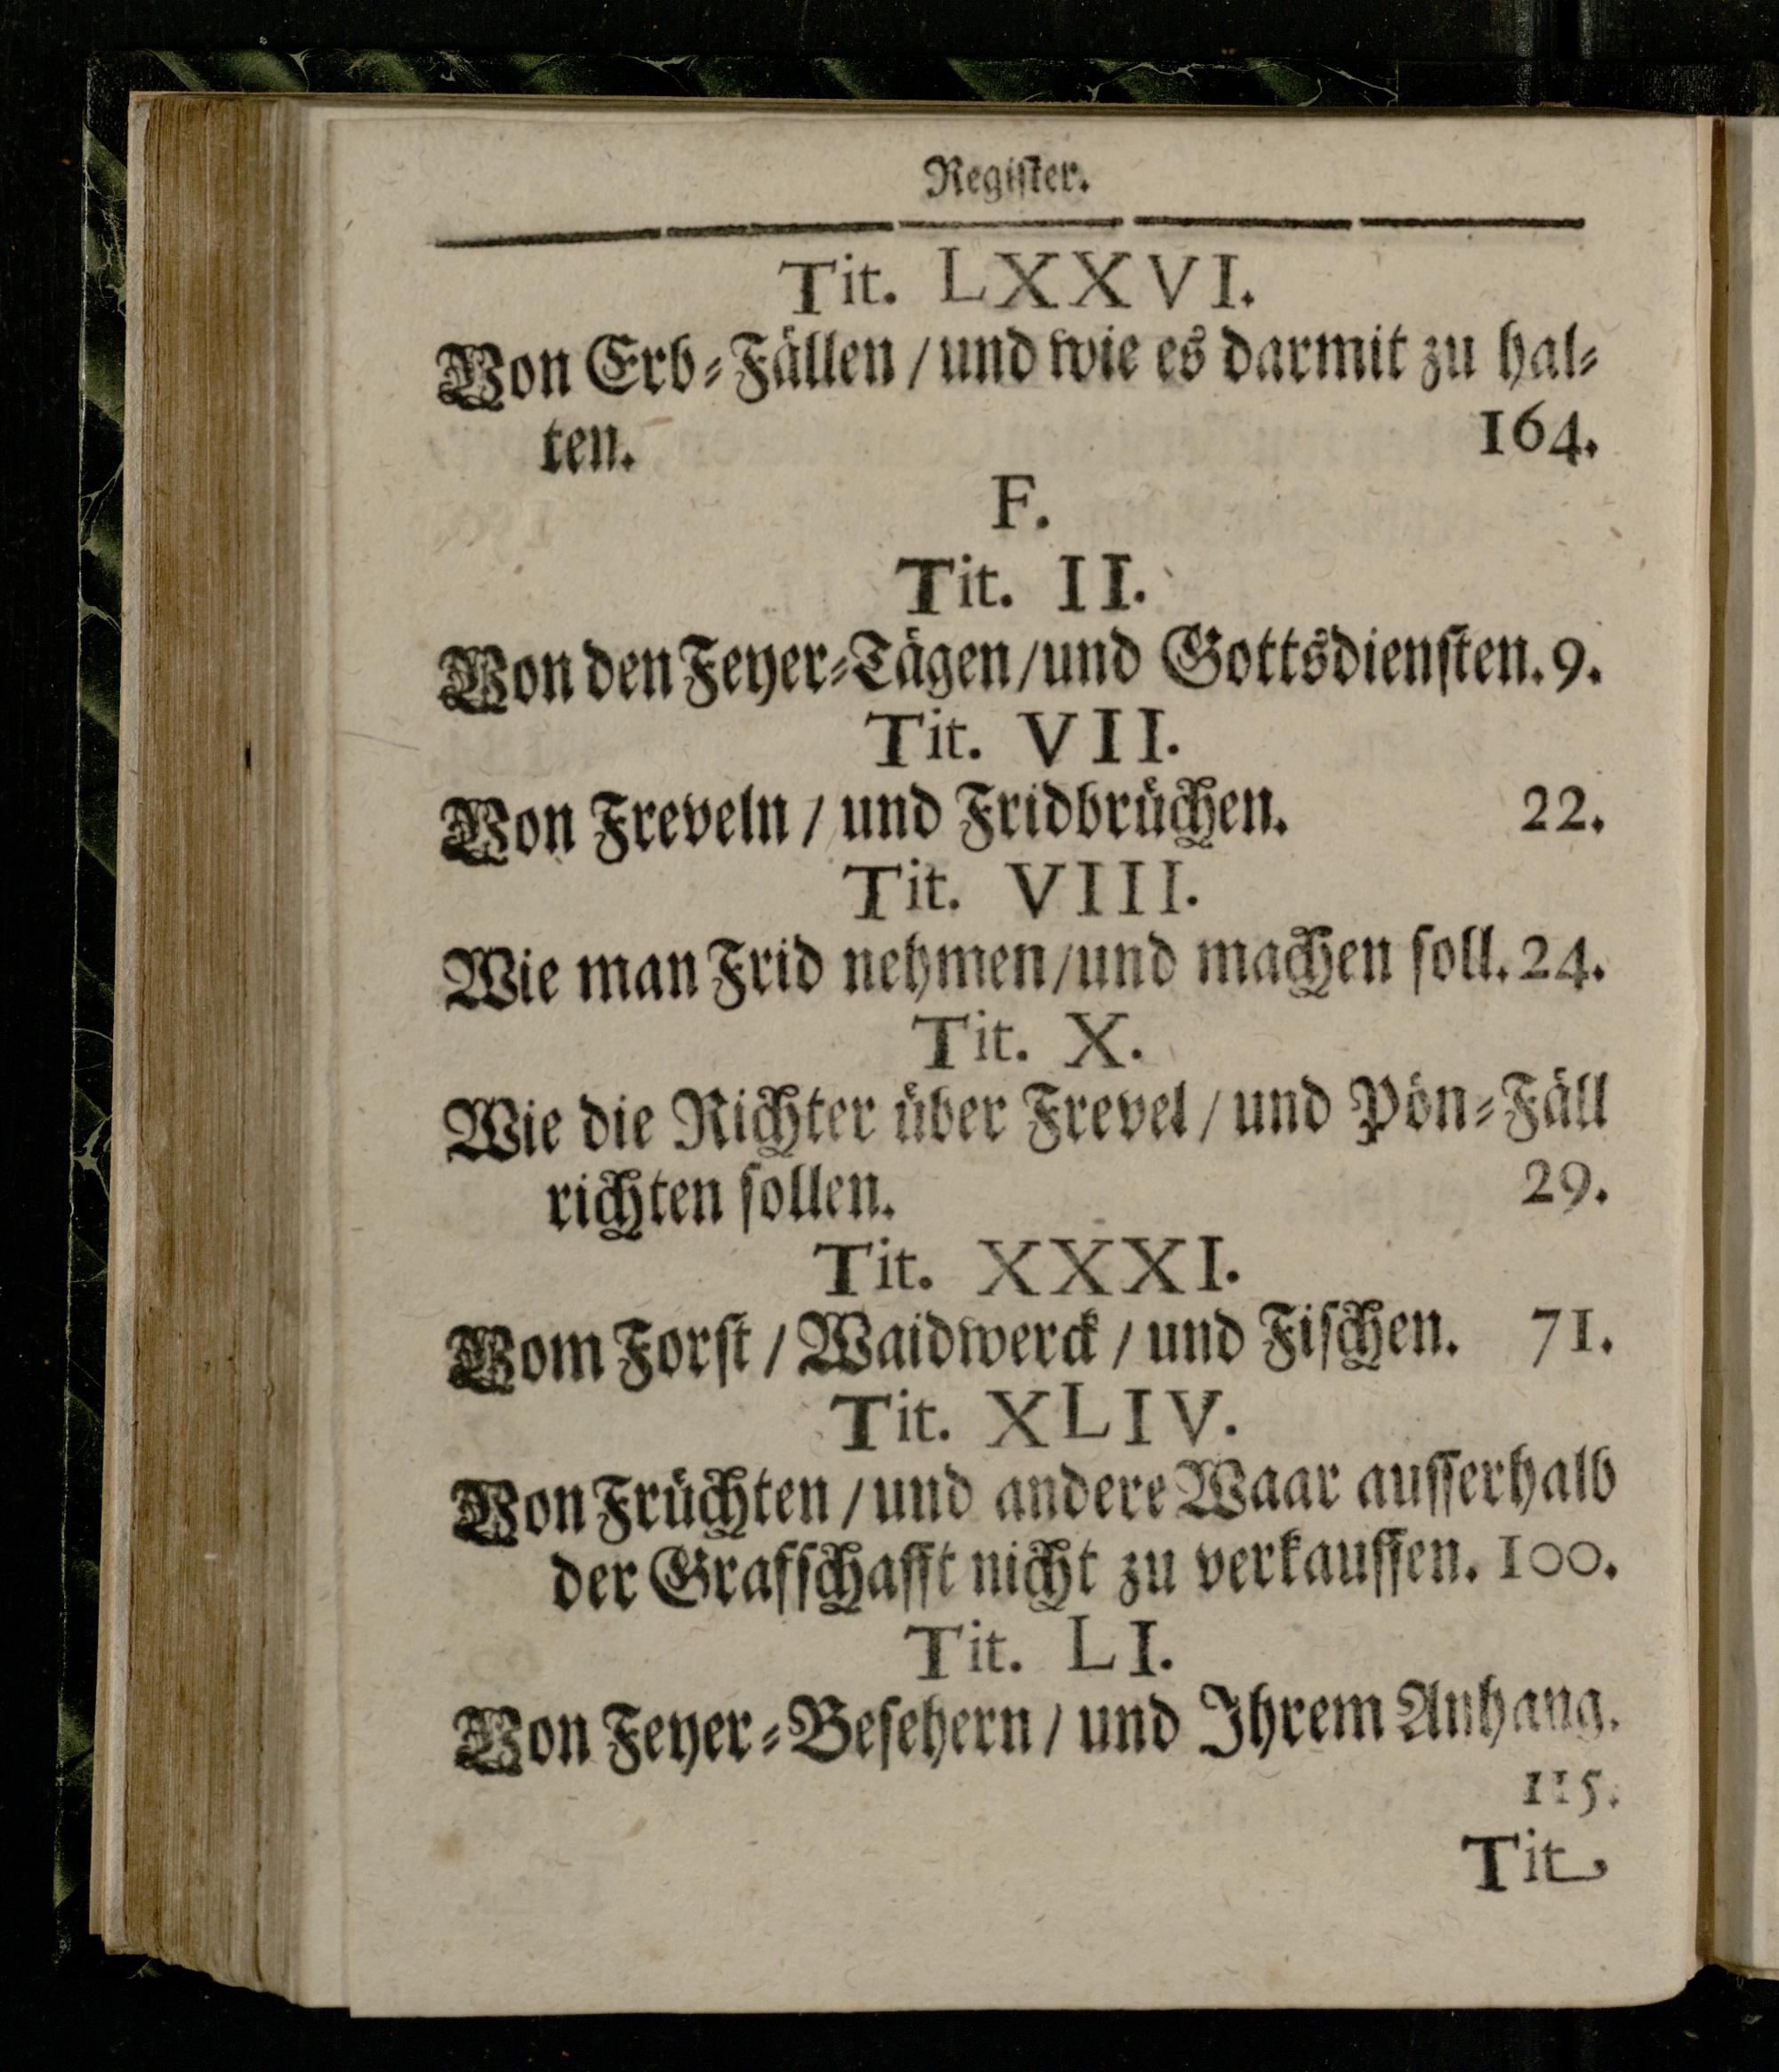 Register.
Tit. LXXVI.
Von Erb-Fällen / und wie es darmit zu hal-
ten. 164.
F.
Tit. II.
Von den Feyer-Tägen / und Gottsdiensten. 9.
Tit. VII.
Von Freveln / und Fridbrüchen. 22.
Tit. VIII.
Wie man Frid nehmen / und machen soll. 24.
Tit. X.
Wie die Richter über Frevel / und Pön-Fäll
richten sollen. 29.
Tit. XXXI.
Vom Forst / Waidwerck / und Fischen. 71.
Tit. XLIV.
Von Früchten / und andere Waar ausserhalb
der Grafschafft nicht zu verkauffen. 100.
Tit. LI.
Von Feyer-Besehern / und Ihrem Anhang.
115.
Tit.